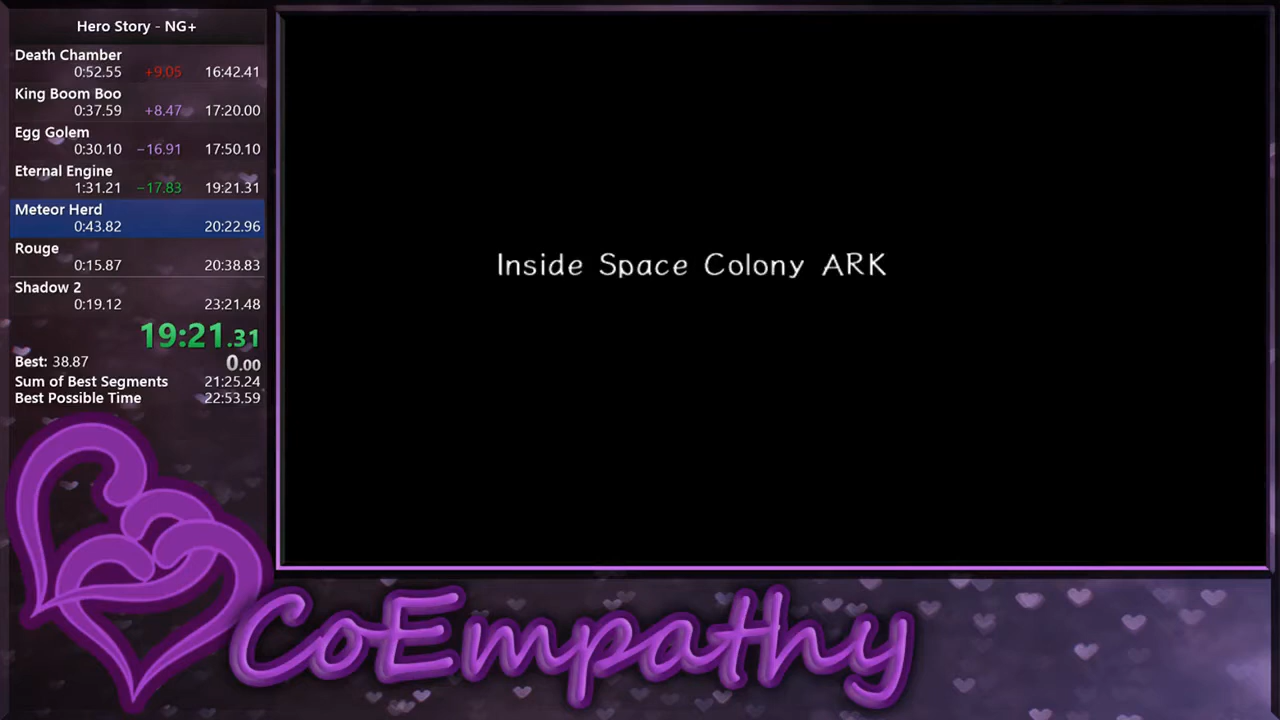 Hero Story - NG+
Death Chamber
0:52.55 +9.05 16:42.41
King Boom Boo
0:37.59 +8.47 17:20.00
Egg Golem
0:30.10 −16.91 17:50.10
Eternal Engine
1:31.21 −17.83 19:21.31
Meteor Herd
0:43.82 20:22.96
Rouge
0:15.87 20:38.83
Shadow 2
0:19.12 23:21.48
19:21.31
Best: 38.87 0.00
Sum of Best Segments 21:25.24
Best Possible Time 22:53.59
Inside Space Colony ARK
CoEmpathy